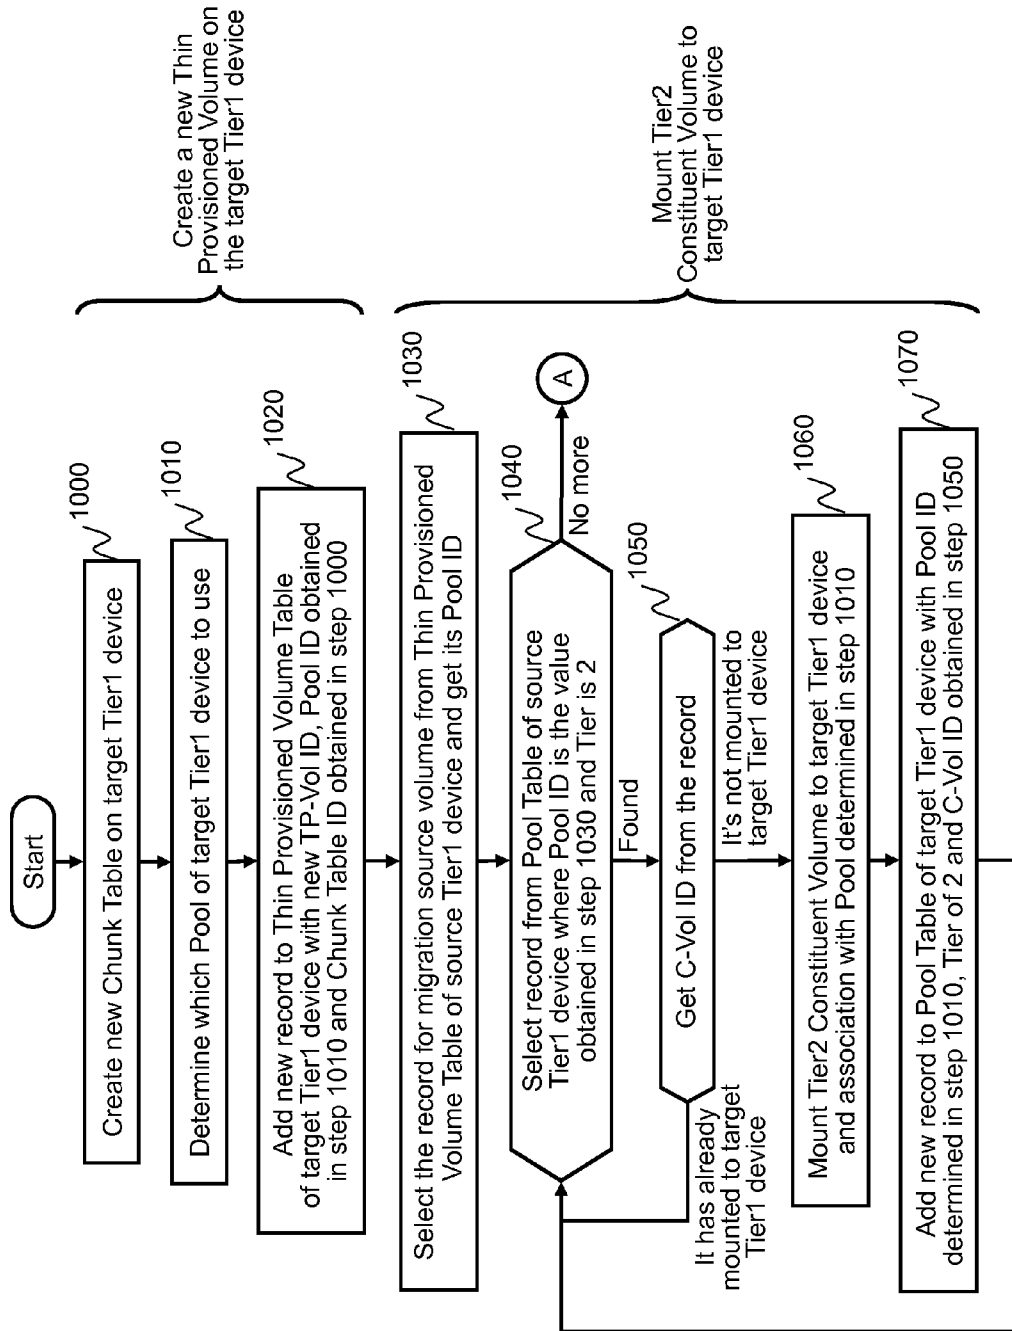 Start
Create new Chunk Table on target Tier1 device
1000
Determine which Pool of target Tier1 device to use
1010
Add new record to Thin Provisioned Volume Table
of target Tier1 device with new TP-Vol ID, Pool ID obtained
in step 1010 and Chunk Table ID obtained in step 1000
1020
Create a new Thin
Provisioned Volume on
the target Tier1 device
Select the record for migration source volume from Thin Provisioned
Volume Table of source Tier1 device and get its Pool ID
1030
Select record from Pool Table of source
Tier1 device where Pool ID is the value
obtained in step 1030 and Tier is 2
1040
No more
A
Found
Get C-Vol ID from the record
1050
It has already
mounted to target
Tier1 device
It's not mounted to
target Tier1 device
Mount Tier2 Constituent Volume to target Tier1 device
and association with Pool determined in step 1010
1060
Add new record to Pool Table of target Tier1 device with Pool ID
determined in step 1010, Tier of 2 and C-Vol ID obtained in step 1050
1070
Mount Tier2
Constituent Volume to
target Tier1 device